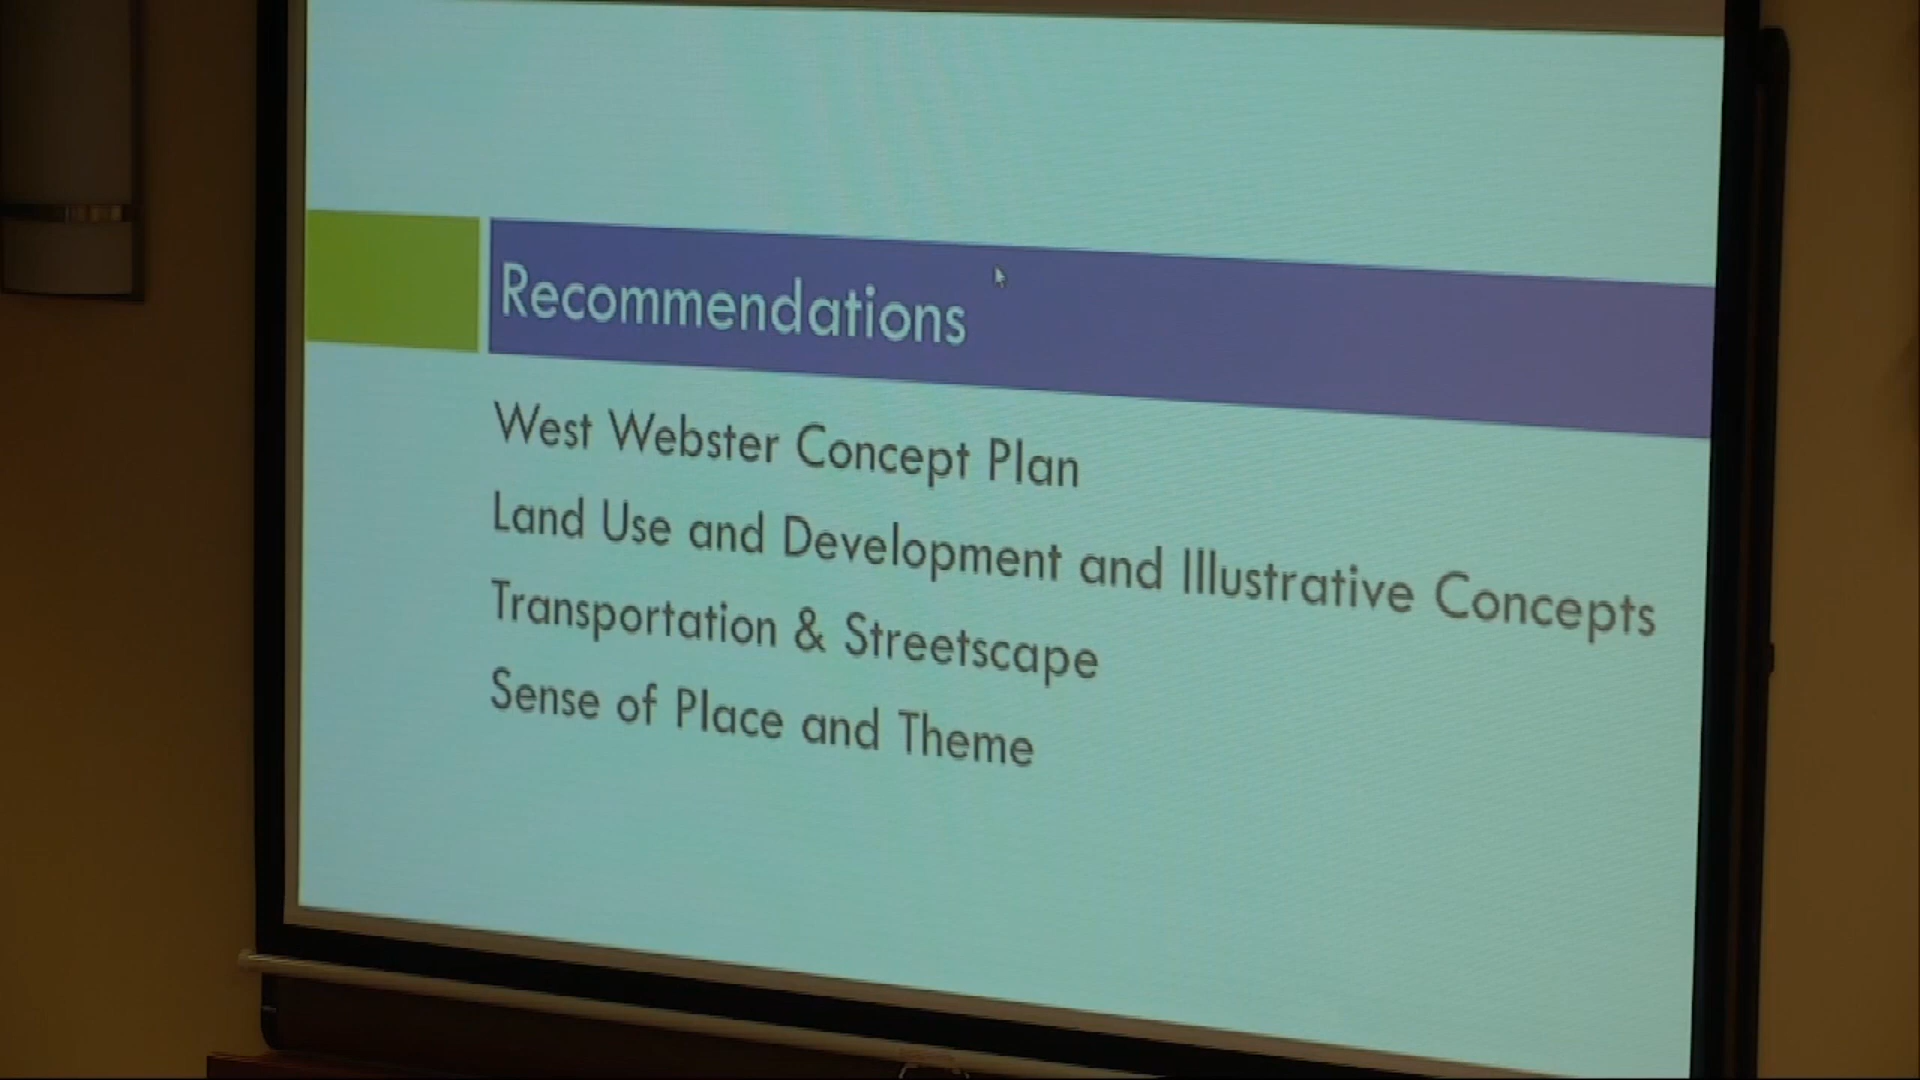 Recommendations
West Webster Concept Plan
Land Use and Development and Illustrative Concepts
Transportation & Streetscape
Sense of Place and Theme